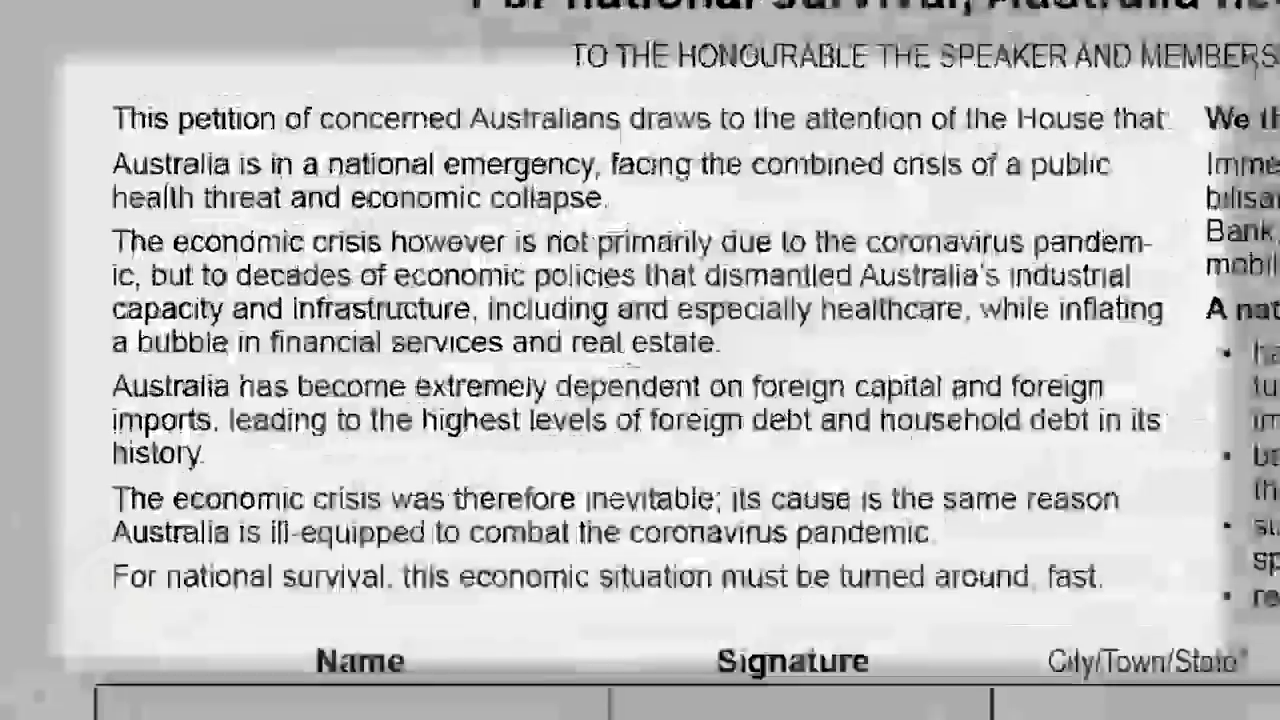 national survival, Australia
TO THE HONOURABLE THE SPEAKER AND MEMBERS
This petition of concerned Australians draws to the attention of the House that
Australia is in a national emergency, facing the combined crisis of a public
health threat and economic collapse.
The economic crisis however is not primarily due to the coronavirus pandem-
ic, but to decades of economic policies that dismantled Australia's industrial
capacity and infrastructure, including and especially healthcare, while inflating
a bubble in financial services and real estate.
Australia has become extremely dependent on foreign capital and foreign
imports, leading to the highest levels of foreign debt and household debt in its
history.
The economic crisis was therefore inevitable; its cause is the same reason
Australia is ill-equipped to combat the coronavirus pandemic.
For national survival, this economic situation must be turned around, fast.
We
Bank,
A
Name Signature City/Town/State*